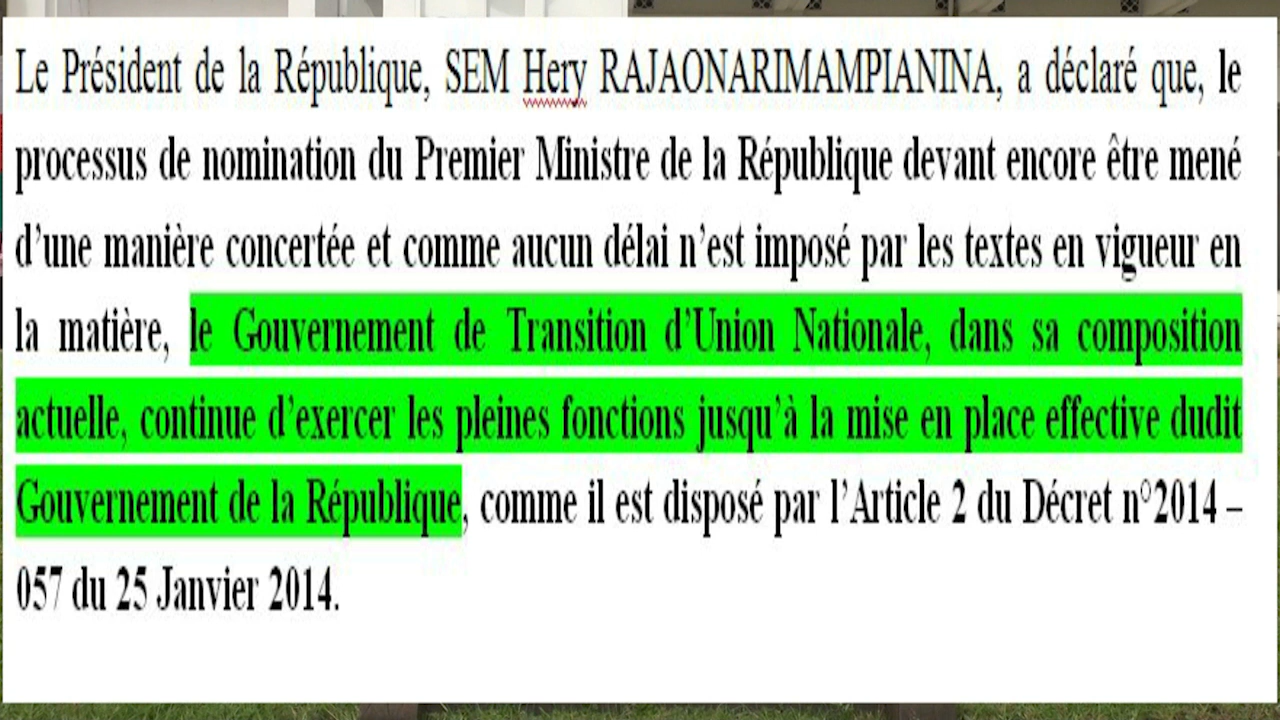 Le Président de la République, SEM Hery RAJAONARIMAMPIANINA, a déclaré que, le
processus de nomination du Premier Ministre de la République devant encore être mené
d’une manière concertée et comme aucun délai n’est imposé par les textes en vigueur en
la matière, le Gouvernement de Transition d’Union Nationale, dans sa composition
actuelle, continue d’exercer les pleines fonctions jusqu’à la mise en place effective dudit
Gouvernement de la République, comme il est disposé par l’Article 2 du Décret n°2014 –
057 du 25 Janvier 2014.